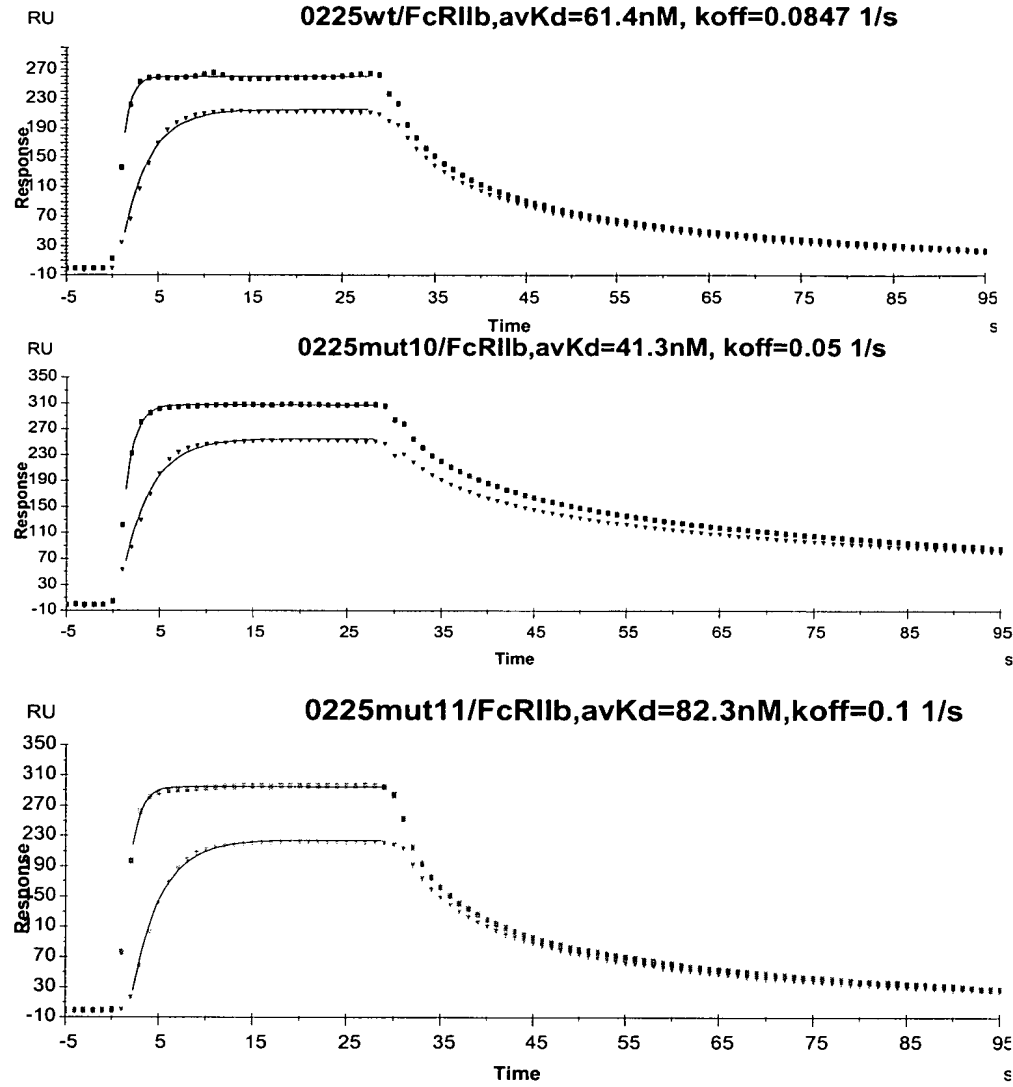 0225wt/FcRIIb,avKd=61.4nM, koff=0.0847 1/s
RU
270
230
190
150
110
70
30
-10
Response
-5 5 15 25 35 45 55 65 75 85 95
Time
s
0225mut10/FcRIIb,avKd=41.3nM, koff=0.05 1/s
RU
350
310
270
230
190
150
110
70
30
-10
Response
-5 5 15 25 35 45 55 65 75 85 95
Time
s
0225mut11/FcRIIb,avKd=82.3nM,koff=0.1 1/s
RU
350
310
270
230
190
150
110
70
30
-10
Response
-5 5 15 25 35 45 55 65 75 85 95
Time
s